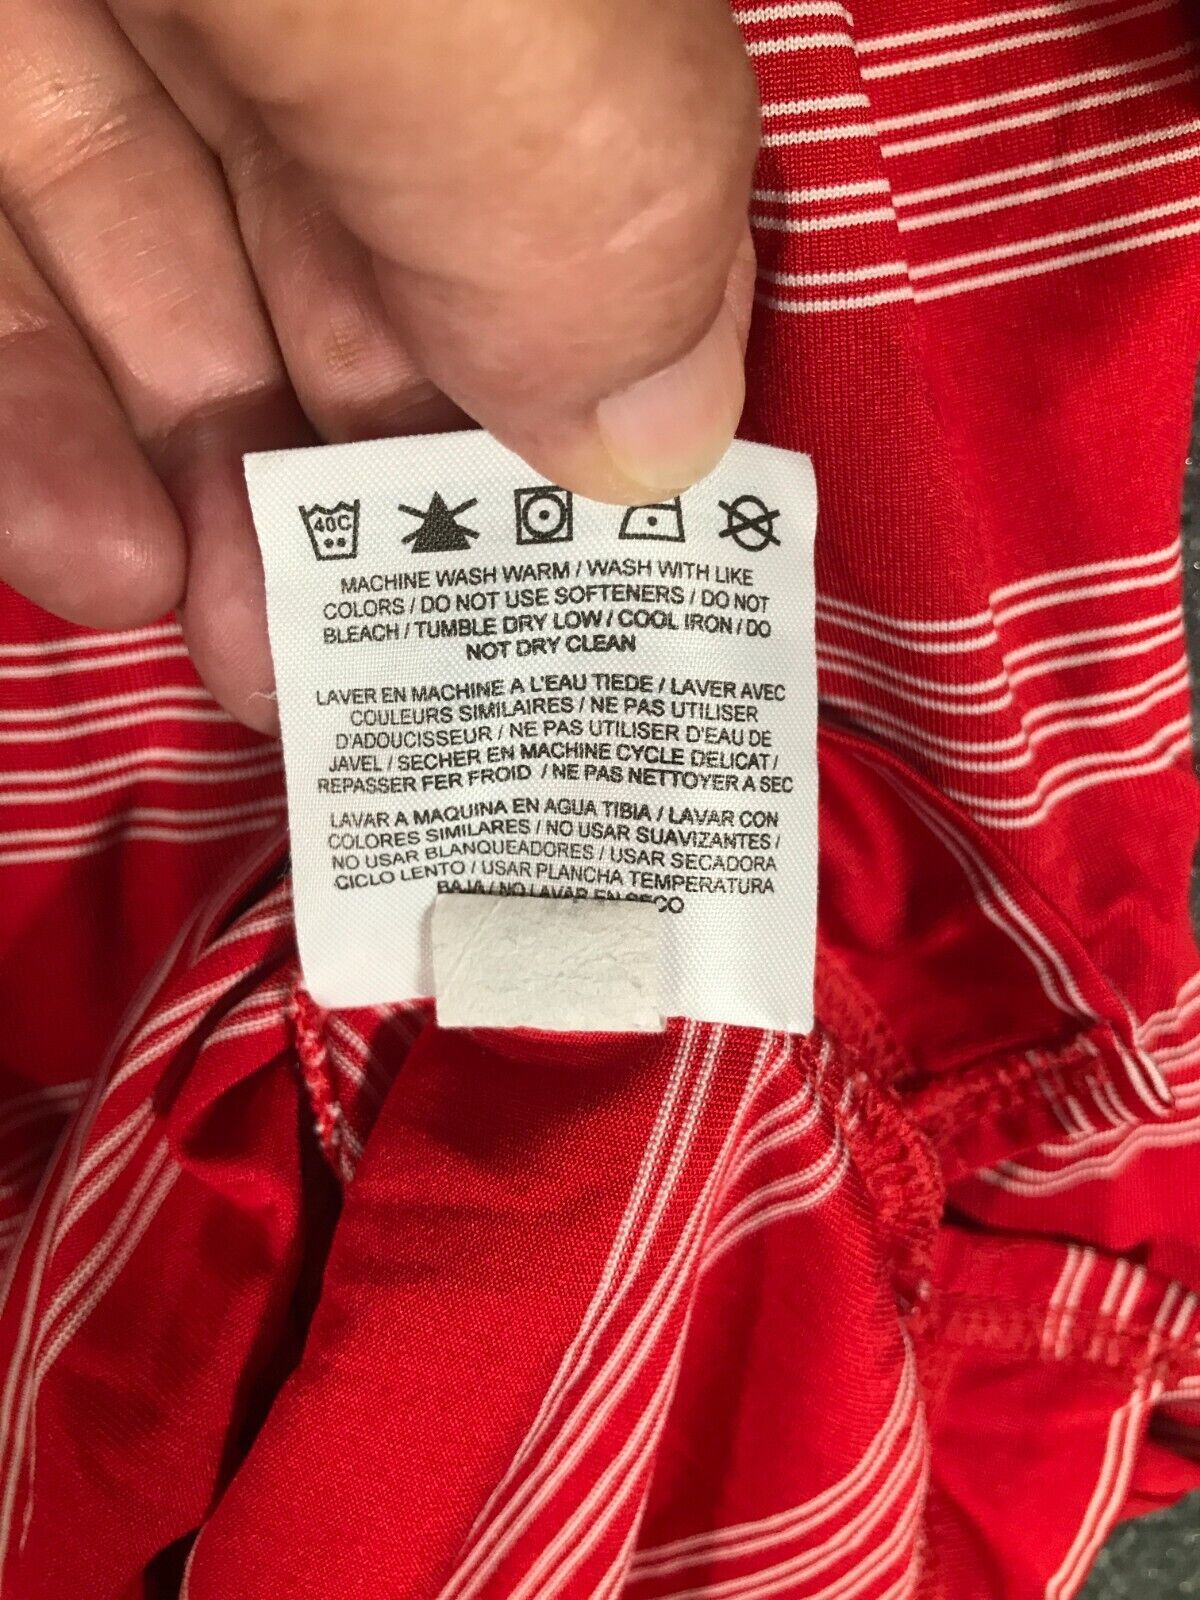 40C
MACHINE WASH WARM / WASH WITH LIKE
COLORS / DO NOT USE SOFTENERS / DO NOT
BLEACH / TUMBLE DRY LOW / COOL IRON / DO
NOT DRY CLEAN
LAVER EN MACHINE A L'EAU TIEDE / LAVER AVEC
COULEURS SIMILAIRES / NE PAS UTILISER
D'ADOUCISSEUR / NE PAS UTILISER D'EAU DE
JAVEL / SECHER EN MACHINE CYCLE DELICAT /
REPASSER FER FROID / NE PAS NETTOYER A SEC
LAVAR A MAQUINA EN AGUA TIBIA / LAVAR CON
COLORES SIMILARES / NO USAR SUAVIZANTES /
NO USAR BLANQUEADORES / USAR SECADORA
CICLO LENTO / USAR PLANCHA TEMPERATURA
BAJA / NO LAVAR EN SECO